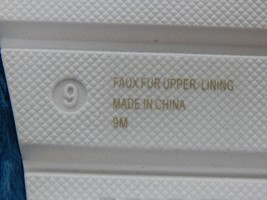 9
FAUX FUR UPPER/LINING
MADE IN CHINA
9M